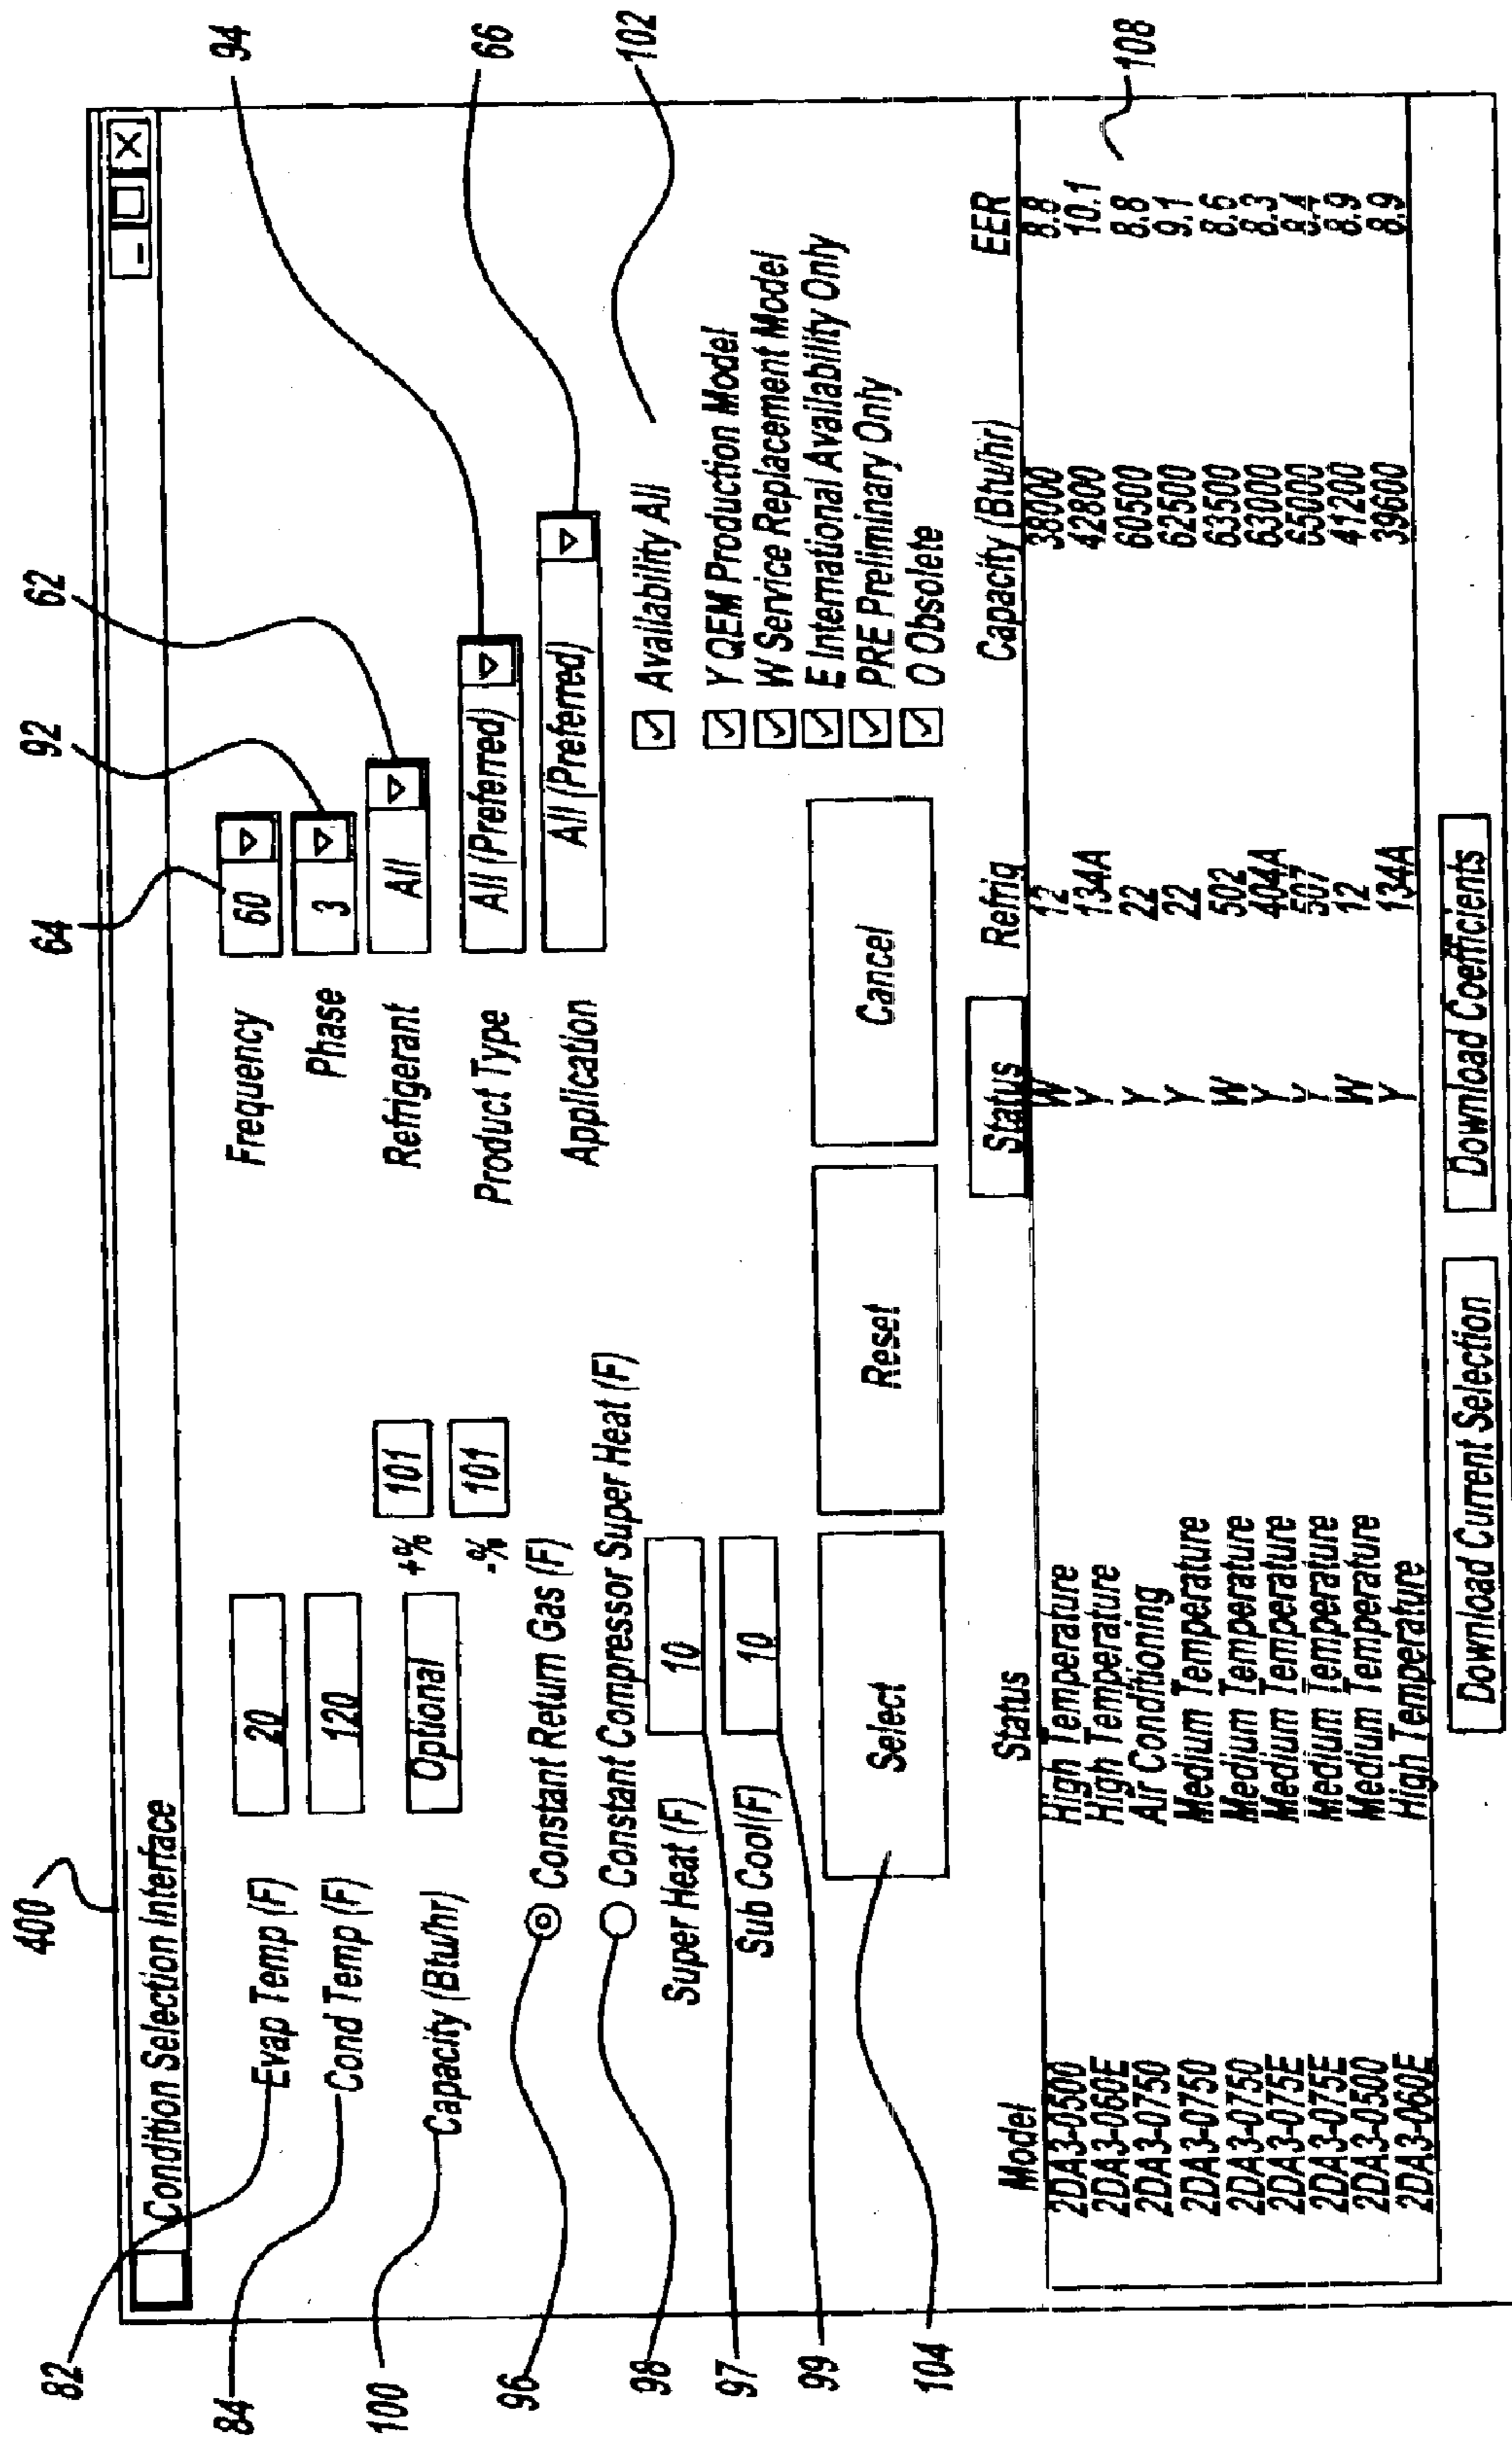 400
Condition Selection Interface
82
Evap Temp (F)
20
84
Cond Temp (F)
120
100
Capacity (Btu/hr)
Optional
+%
101
-%
101
96
Constant Return Gas (F)
98
Constant Compressor Super Heat (F)
97
Super Heat (F)
10
99
Sub Cool(F)
10
64
Frequency
60
92
Phase
3
62
Refrigerant
All
94
Product Type
All (Preferred)
66
Application
All (Preferred)
102
Availability All
Y QEM Production Model
W Service Replacement Model
E International Availability Only
PRE Preliminary Only
O Obsolete
104
Select
Reset
Cancel
Model Status Status Refrig Capacity (Btu/hr) EER
2DA3-0500 High Temperature W 12 38000 8.8
2DA3-060E High Temperature Y 134A 42800 10.1
2DA3-0750 Air Conditioning Y 22 60500 8.8
2DA3-0750 Medium Temperature Y 22 62500 9.1
2DA3-0750 Medium Temperature W 502 63500 8.6
2DA3-075E Medium Temperature Y 404A 63000 8.3
2DA3-075E Medium Temperature Y 507 65000 8.4
2DA3-0500 Medium Temperature W 12 41200 8.9
2DA3-060E High Temperature Y 134A 39600 8.9
108
Download Current Selection
Download Coefficients